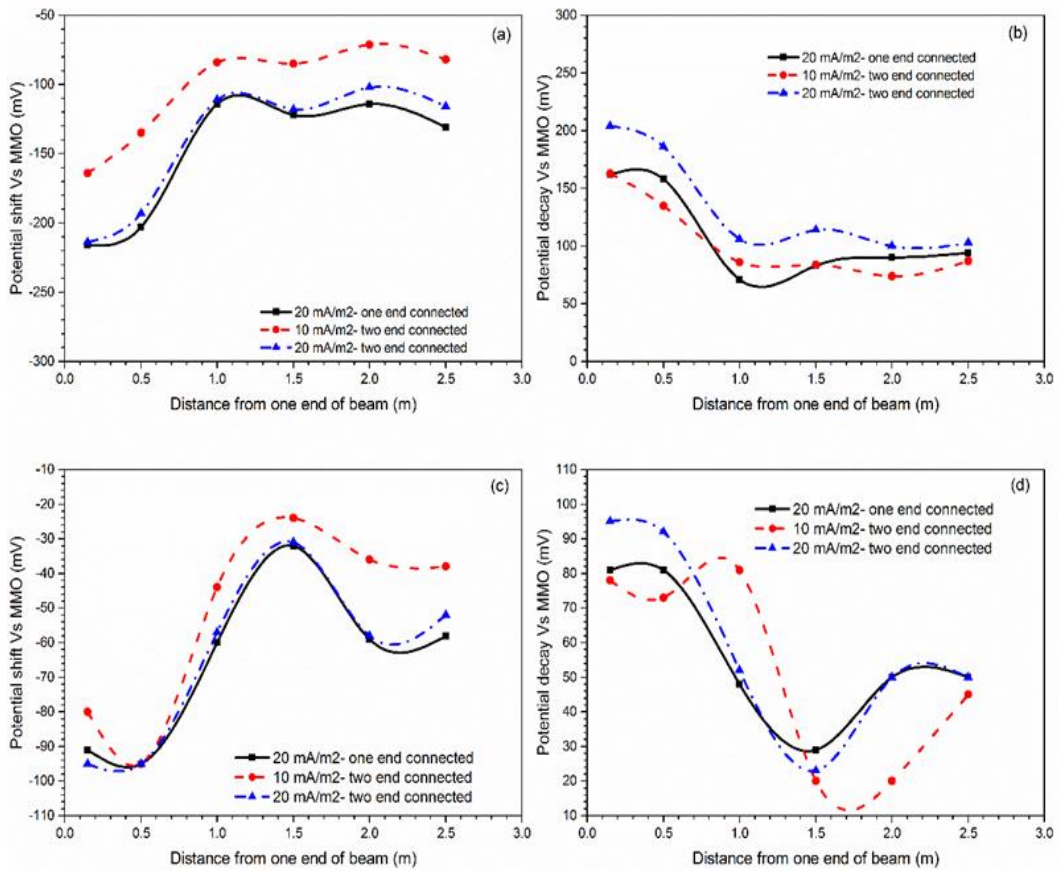 (a)
Potential shift Vs MMO (mV)
-50
-100
-150
-200
-250
-300
20 mA/m2- one end connected
10 mA/m2- two end connected
20 mA/m2- two end connected
0.0 0.5 1.0 1.5 2.0 2.5 3.0
Distance from one end of beam (m)
(b)
Potential decay Vs MMO (mV)
300
250
200
150
100
50
0
20 mA/m2- one end connected
10 mA/m2- two end connected
20 mA/m2- two end connected
0.0 0.5 1.0 1.5 2.0 2.5 3.0
Distance from one end of beam (m)
(c)
Potential shift Vs MMO (mV)
-10
-20
-30
-40
-50
-60
-70
-80
-90
-100
-110
20 mA/m2- one end connected
10 mA/m2- two end connected
20 mA/m2- two end connected
0.0 0.5 1.0 1.5 2.0 2.5 3.0
Distance from one end of beam (m)
(d)
Potential decay Vs MMO (mV)
110
100
90
80
70
60
50
40
30
20
10
20 mA/m2- one end connected
10 mA/m2- two end connected
20 mA/m2- two end connected
0.0 0.5 1.0 1.5 2.0 2.5 3.0
Distance from one end of beam (m)